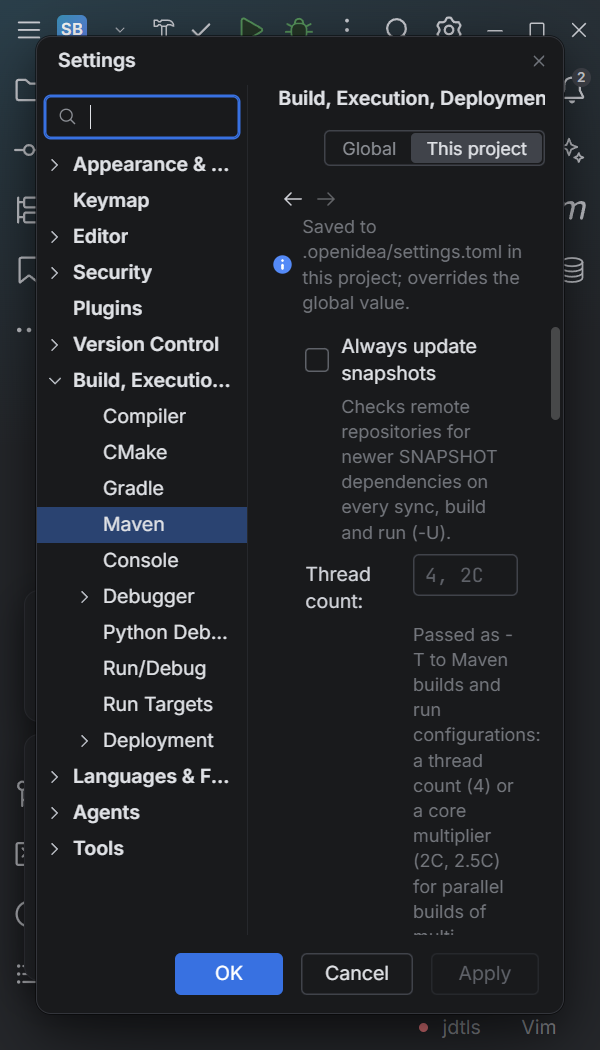 SB
Settings
2
Build, Execution, Deploymen
Global
This project
Appearance & ...
Keymap
Editor
Security
Plugins
Version Control
Build, Executio...
Compiler
CMake
Gradle
Maven
Console
Debugger
Python Deb...
Run/Debug
Run Targets
Deployment
Languages & F...
Agents
Tools
Saved to
.openidea/settings.toml in
this project; overrides the
global value.
Always update
snapshots
Checks remote
repositories for
newer SNAPSHOT
dependencies on
every sync, build
and run (-U).
Thread
count:
4, 2C
Passed as -
T to Maven
builds and
run
configurations:
a thread
count (4) or
a core
multiplier
(2C, 2.5C)
for parallel
builds of
multi
m
OK
Cancel
Apply
jdtls
Vim